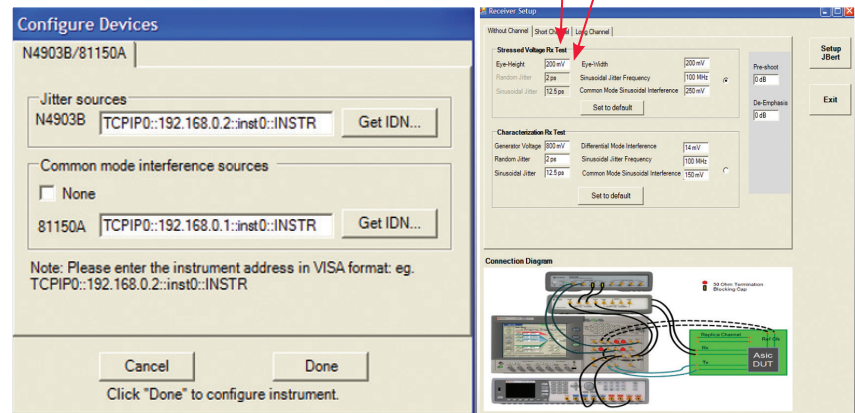 Configure Devices
N4903B/81150A
Jitter sources
N4903B TCPIP0::192.168.0.2::inst0::INSTR Get IDN...
Common mode interference sources
None
81150A TCPIP0::192.168.0.1::inst0::INSTR Get IDN...
Note: Please enter the instrument address in VISA format: eg.
TCPIP0::192.168.0.2::inst0::INSTR
Cancel Done
Click "Done" to configure instrument.
Receiver Setup
Without Channel Short Channel Long Channel
Stressed Voltage Rx Test
Eye-Height 200 mV Eye-Width 200 mV
Random Jitter 2 ps Sinusoidal Jitter Frequency 100 MHz
Sinusoidal Jitter 12.5 ps Common Mode Sinusoidal Interference 250 mV
Set to default
Characterization Rx Test
Generator Voltage 800 mV Differential Mode Interference 14 mV
Random Jitter 2 ps Sinusoidal Jitter Frequency 100 MHz
Sinusoidal Jitter 12.5 ps Common Mode Sinusoidal Interference 150 mV
Set to default
Pre-shoot
0 dB
De-Emphasis
0 dB
Setup
JBert
Exit
Connection Diagram
50 Ohm Termination
Blocking Cap
Replica Channel
Ref Clk
Rx
Tx
Asic
DUT